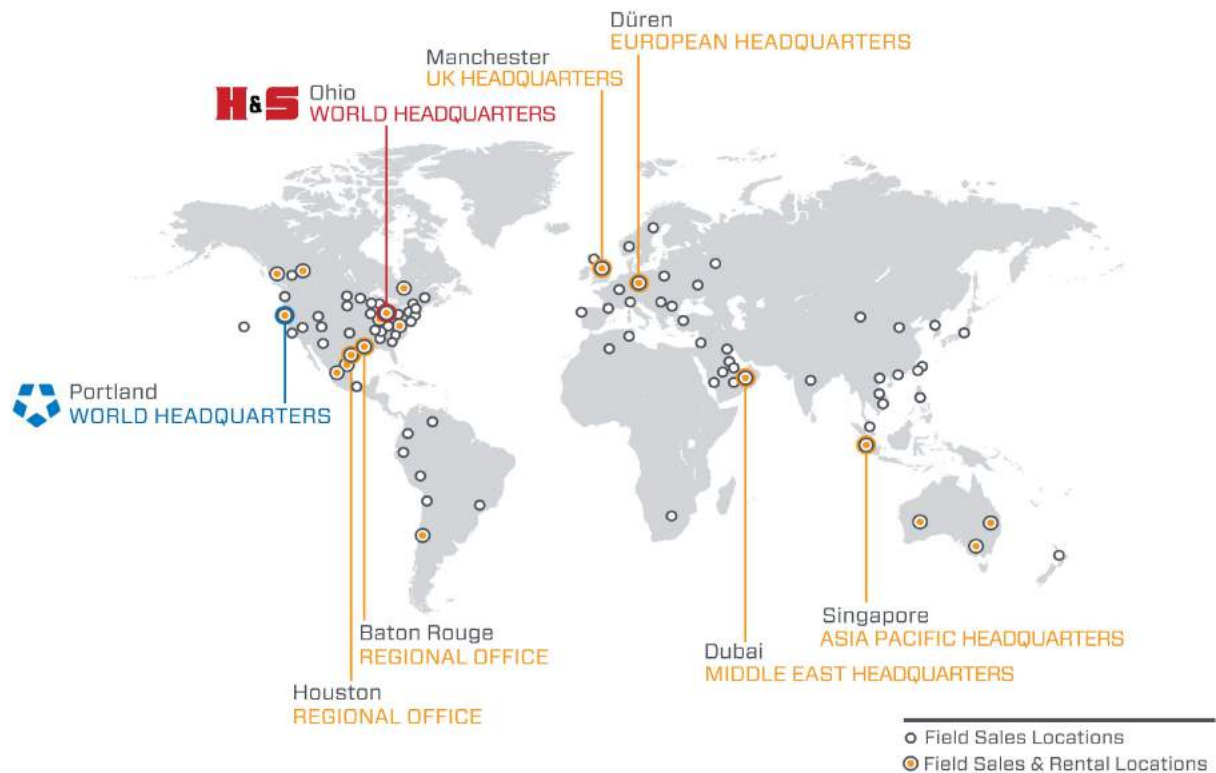 Düren
EUROPEAN HEADQUARTERS
Manchester
UK HEADQUARTERS
H&S
Ohio
WORLD HEADQUARTERS
Portland
WORLD HEADQUARTERS
Baton Rouge
REGIONAL OFFICE
Houston
REGIONAL OFFICE
Singapore
ASIA PACIFIC HEADQUARTERS
Dubai
MIDDLE EAST HEADQUARTERS
Field Sales Locations
Field Sales & Rental Locations